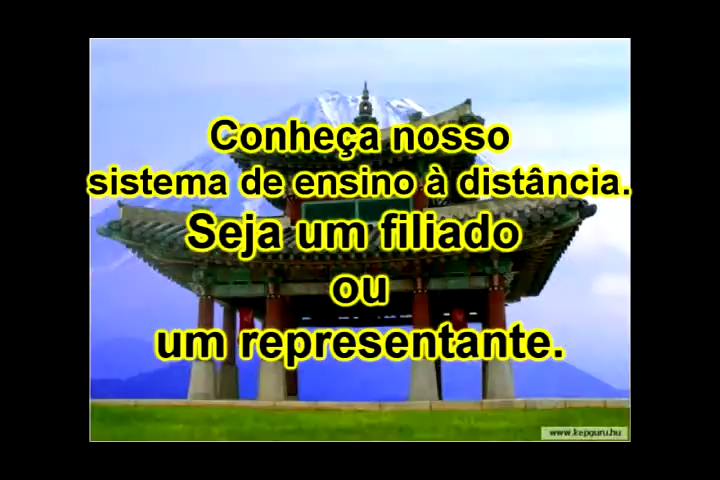 Conheça nosso
sistema de ensino à distância.
Seja um filiado
ou
um representante.
www.kepguru.hu